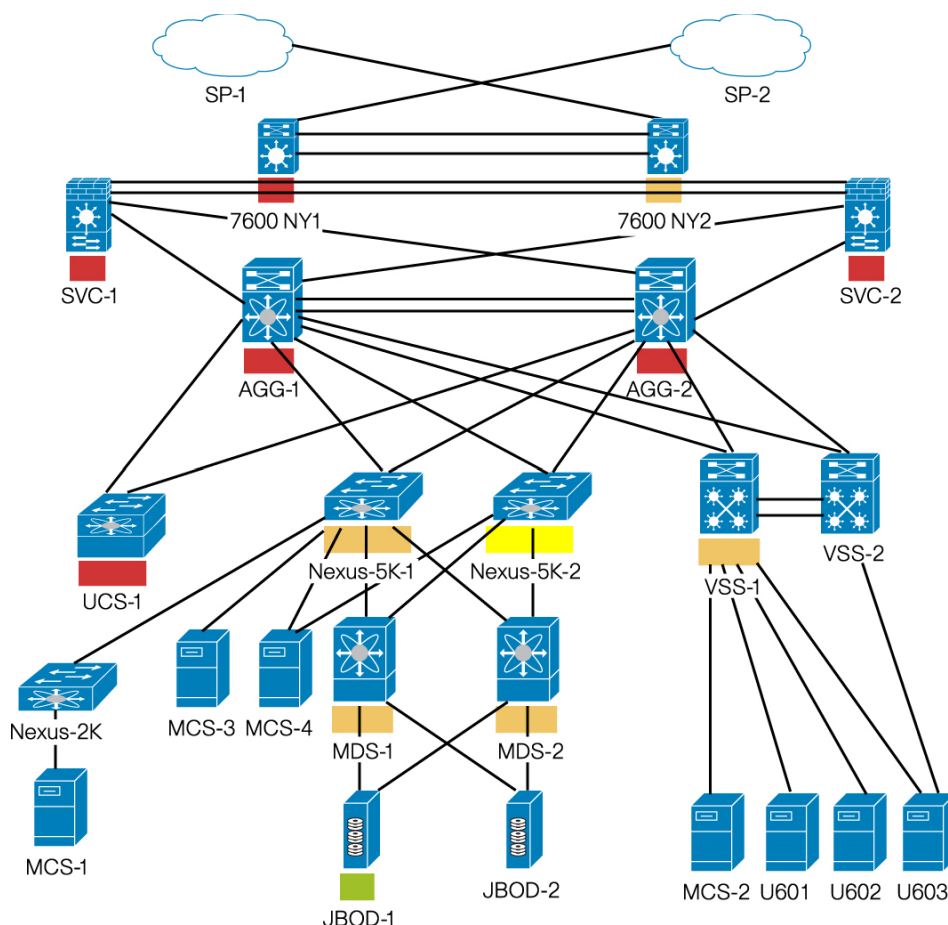 SP-1
SP-2
7600 NY1
7600 NY2
SVC-1
SVC-2
AGG-1
AGG-2
Nexus-5K-1
Nexus-5K-2
VSS-2
VSS-1
UCS-1
Nexus-2K
MCS-3
MCS-4
MDS-1
MDS-2
MCS-1
JBOD-1
JBOD-2
MCS-2
U601
U602
U603